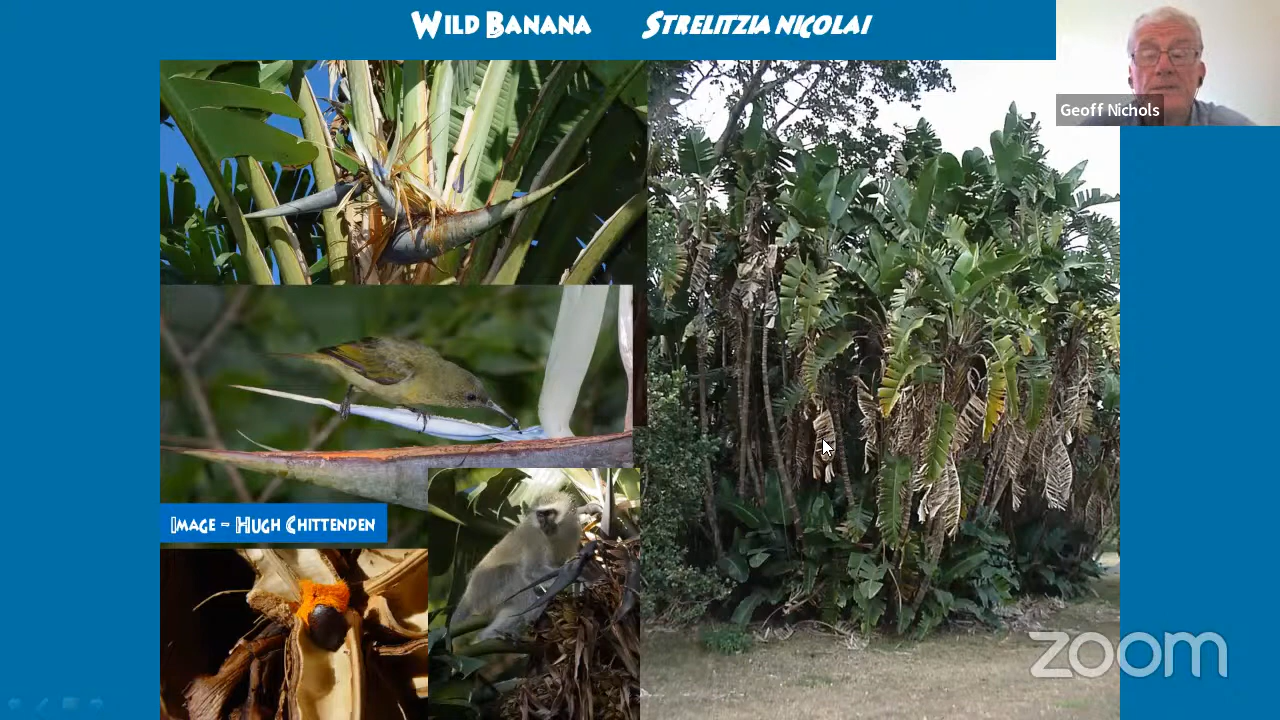 Wild Banana Strelitzia nicolai
Geoff Nichols
Image - Hugh Chittenden
zoom